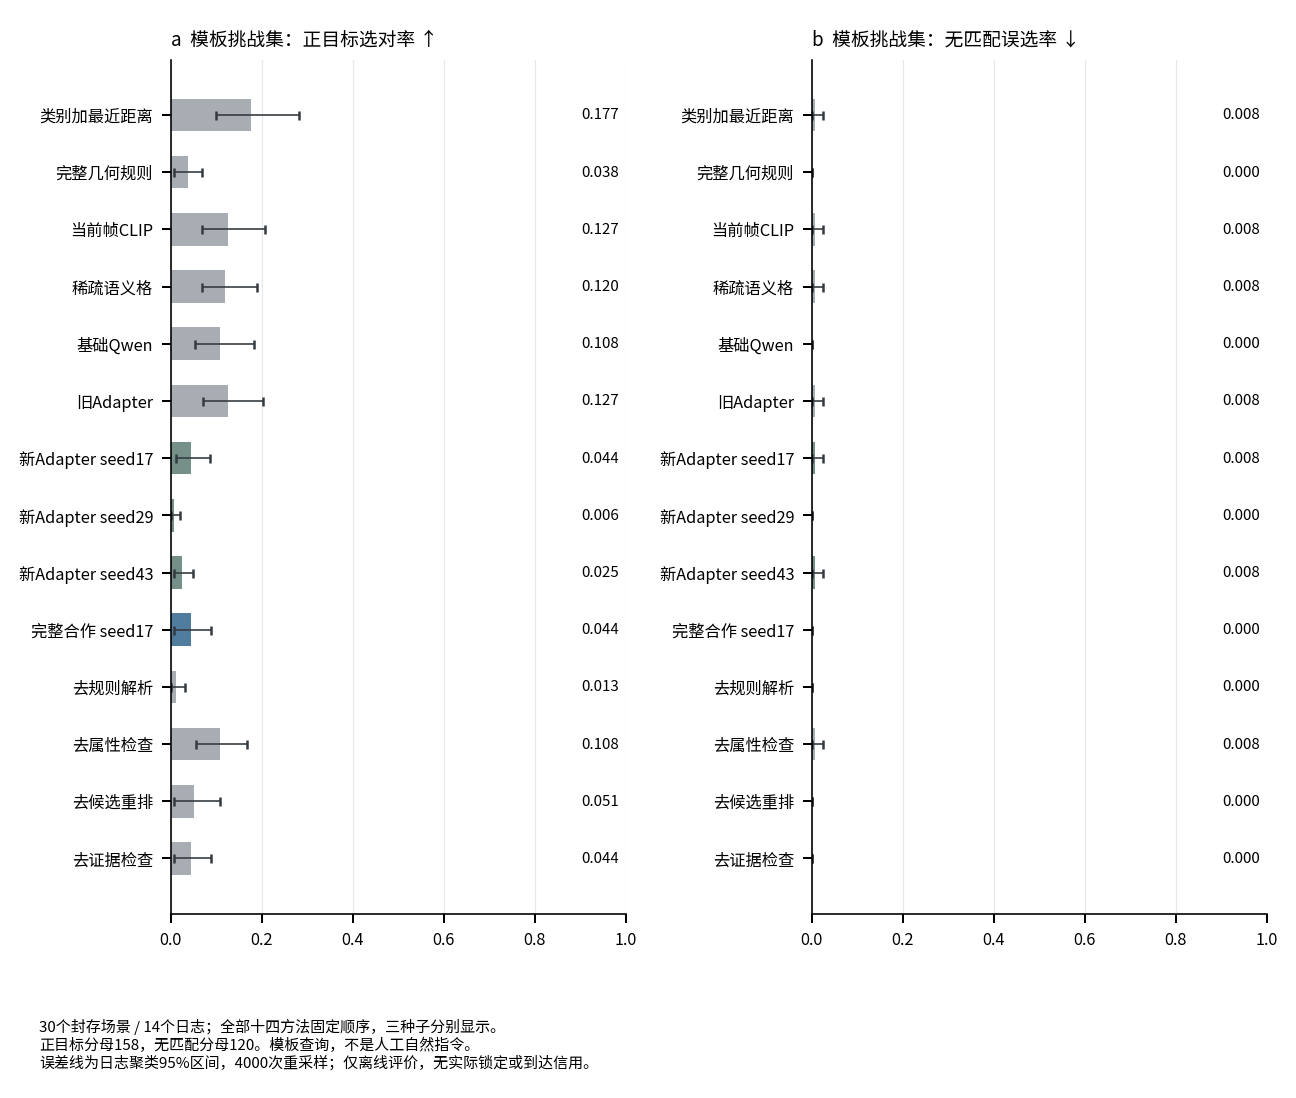 a 模板挑战集：正目标选对率 ↑
类别加最近距离 0.177
完整几何规则 0.038
当前帧CLIP 0.127
稀疏语义格 0.120
基础Qwen 0.108
旧Adapter 0.127
新Adapter seed17 0.044
新Adapter seed29 0.006
新Adapter seed43 0.025
完整合作 seed17 0.044
去规则解析 0.013
去属性检查 0.108
去候选重排 0.051
去证据检查 0.044
0.0 0.2 0.4 0.6 0.8 1.0
b 模板挑战集：无匹配误选率 ↓
类别加最近距离 0.008
完整几何规则 0.000
当前帧CLIP 0.008
稀疏语义格 0.008
基础Qwen 0.000
旧Adapter 0.008
新Adapter seed17 0.008
新Adapter seed29 0.000
新Adapter seed43 0.008
完整合作 seed17 0.000
去规则解析 0.000
去属性检查 0.008
去候选重排 0.000
去证据检查 0.000
0.0 0.2 0.4 0.6 0.8 1.0
30个封存场景 / 14个日志；全部十四方法固定顺序，三种子分别显示。
正目标分母158，无匹配分母120。模板查询，不是人工自然指令。
误差线为日志聚类95%区间，4000次重采样；仅离线评价，无实际锁定或到达信用。